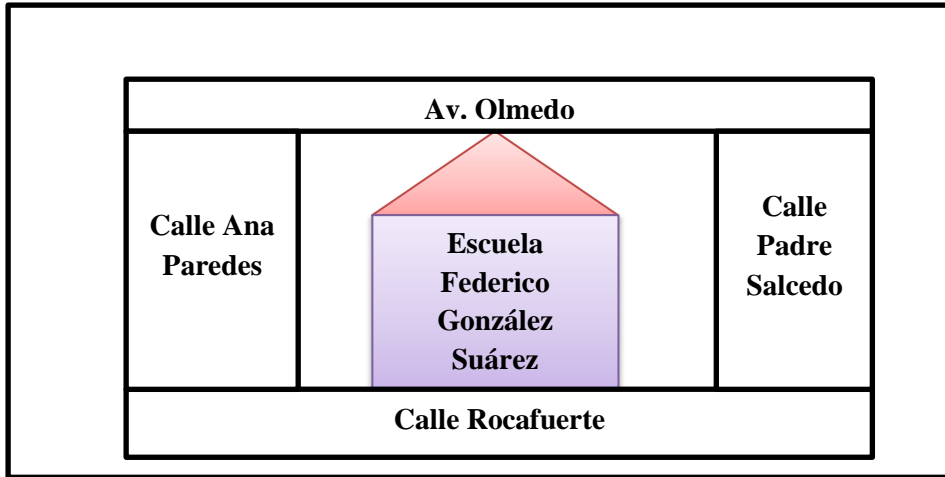 Av. Olmedo
Calle Ana
Paredes
Escuela
Federico
González
Suárez
Calle
Padre
Salcedo
Calle Rocafuerte